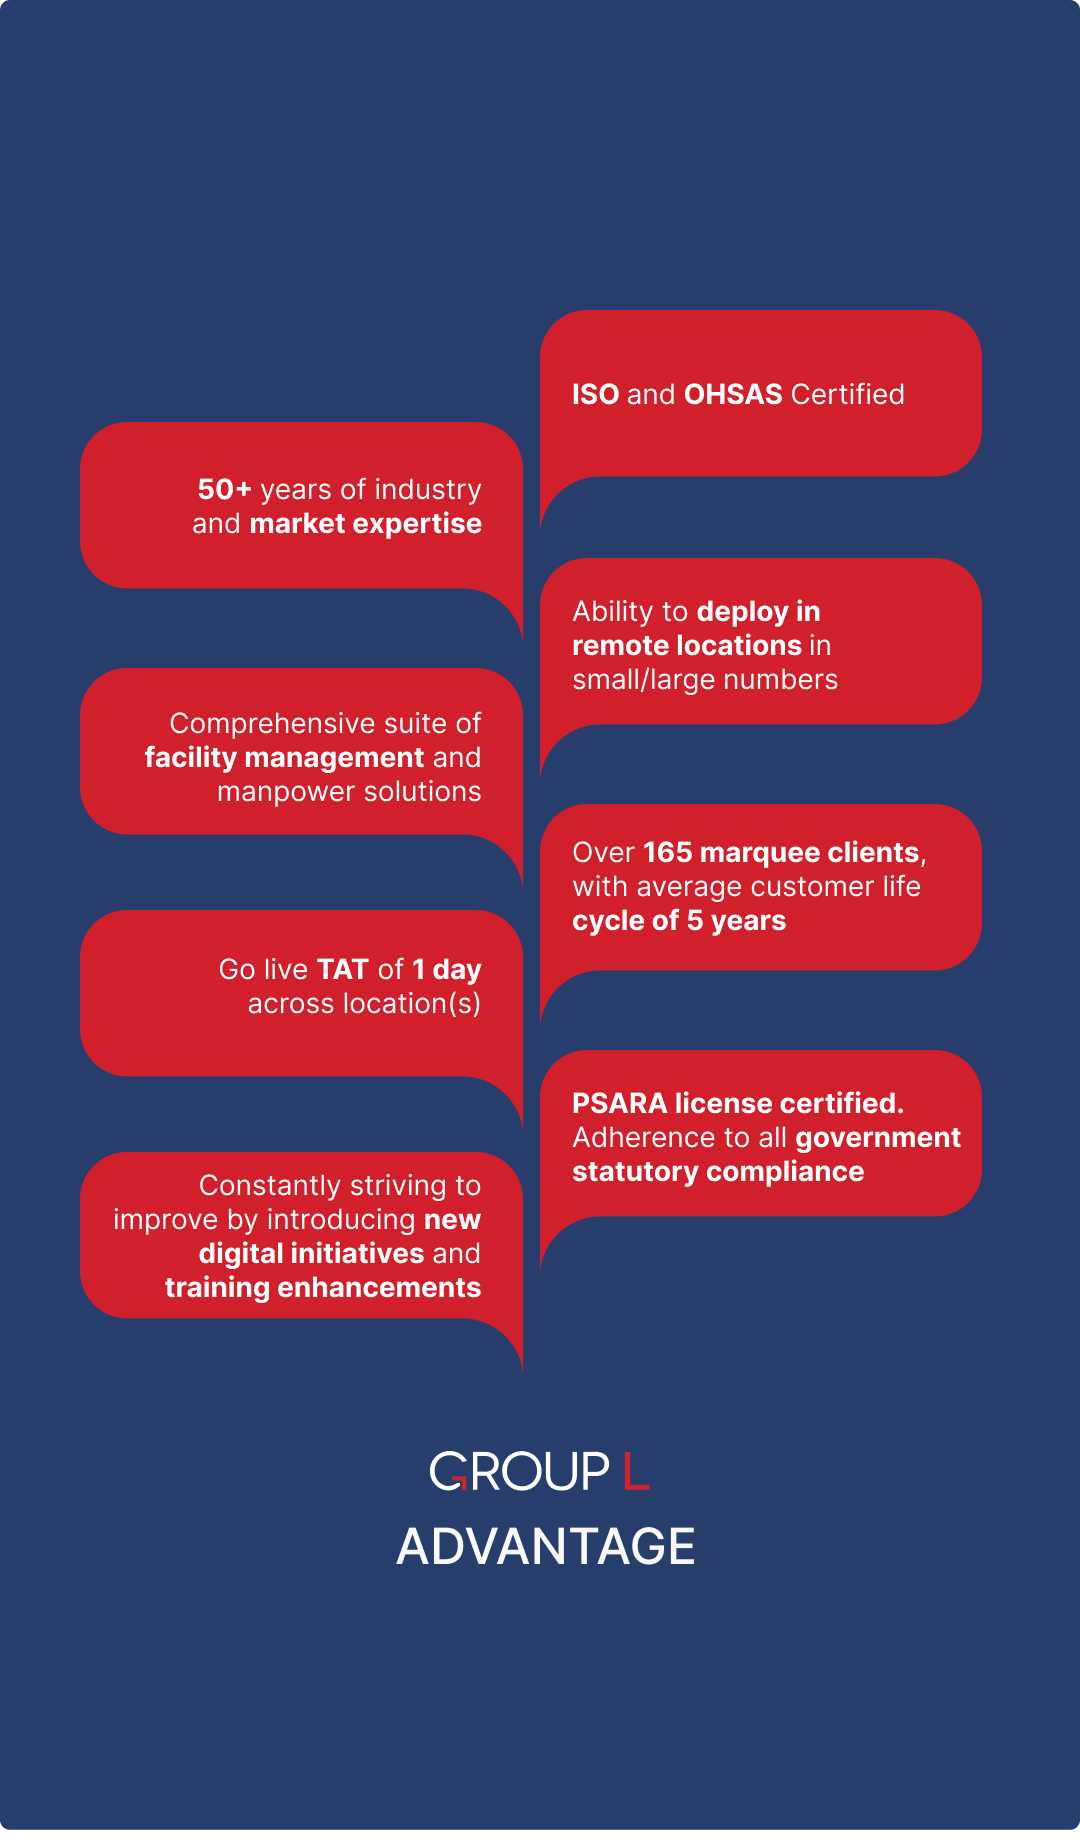 ISO and OHSAS Certified
50+ years of industry
and market expertise
Ability to deploy in
remote locations in
small/large numbers
Comprehensive suite of
facility management and
manpower solutions
Over 165 marquee clients,
with average customer life
cycle of 5 years
Go live TAT of 1 day
across location(s)
PSARA license certified.
Adherence to all government
statutory compliance
Constantly striving to
improve by introducing new
digital initiatives and
training enhancements
GROUP L
ADVANTAGE